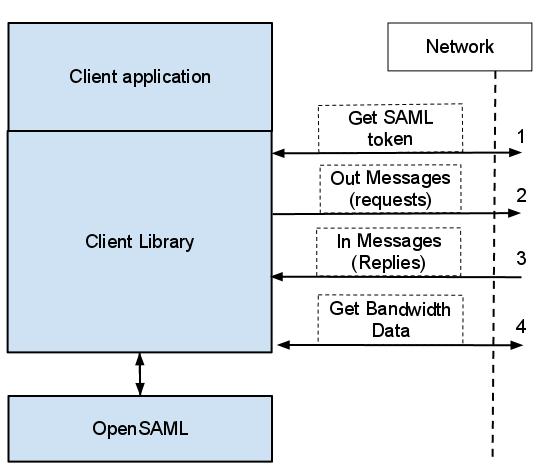 Client application
Network
Get SAML
token
1
Out Messages
(requests)
2
Client Library
In Messages
(Replies)
3
Get Bandwidth
Data
4
OpenSAML